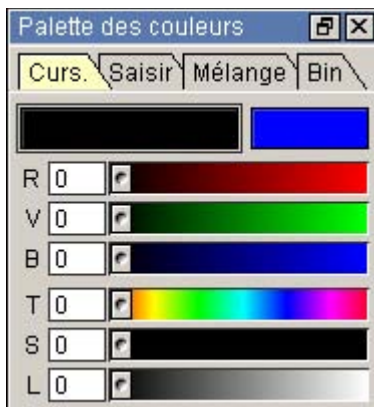 Palette des couleurs
Curs. Saisir Mélange Bin
R 0
V 0
B 0
T 0
S 0
L 0